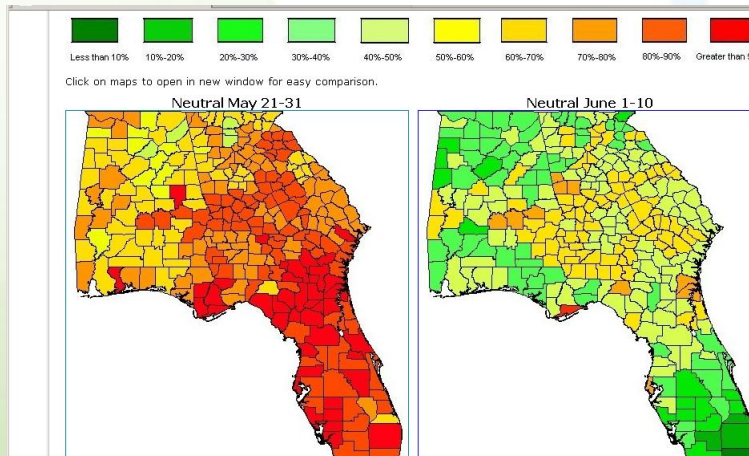 Less than 10% 10%-20% 20%-30% 30%-40% 40%-50% 50%-60% 60%-70% 70%-80% 80%-90% Greater than
Click on maps to open in new window for easy comparison.
Neutral May 21-31 Neutral June 1-10